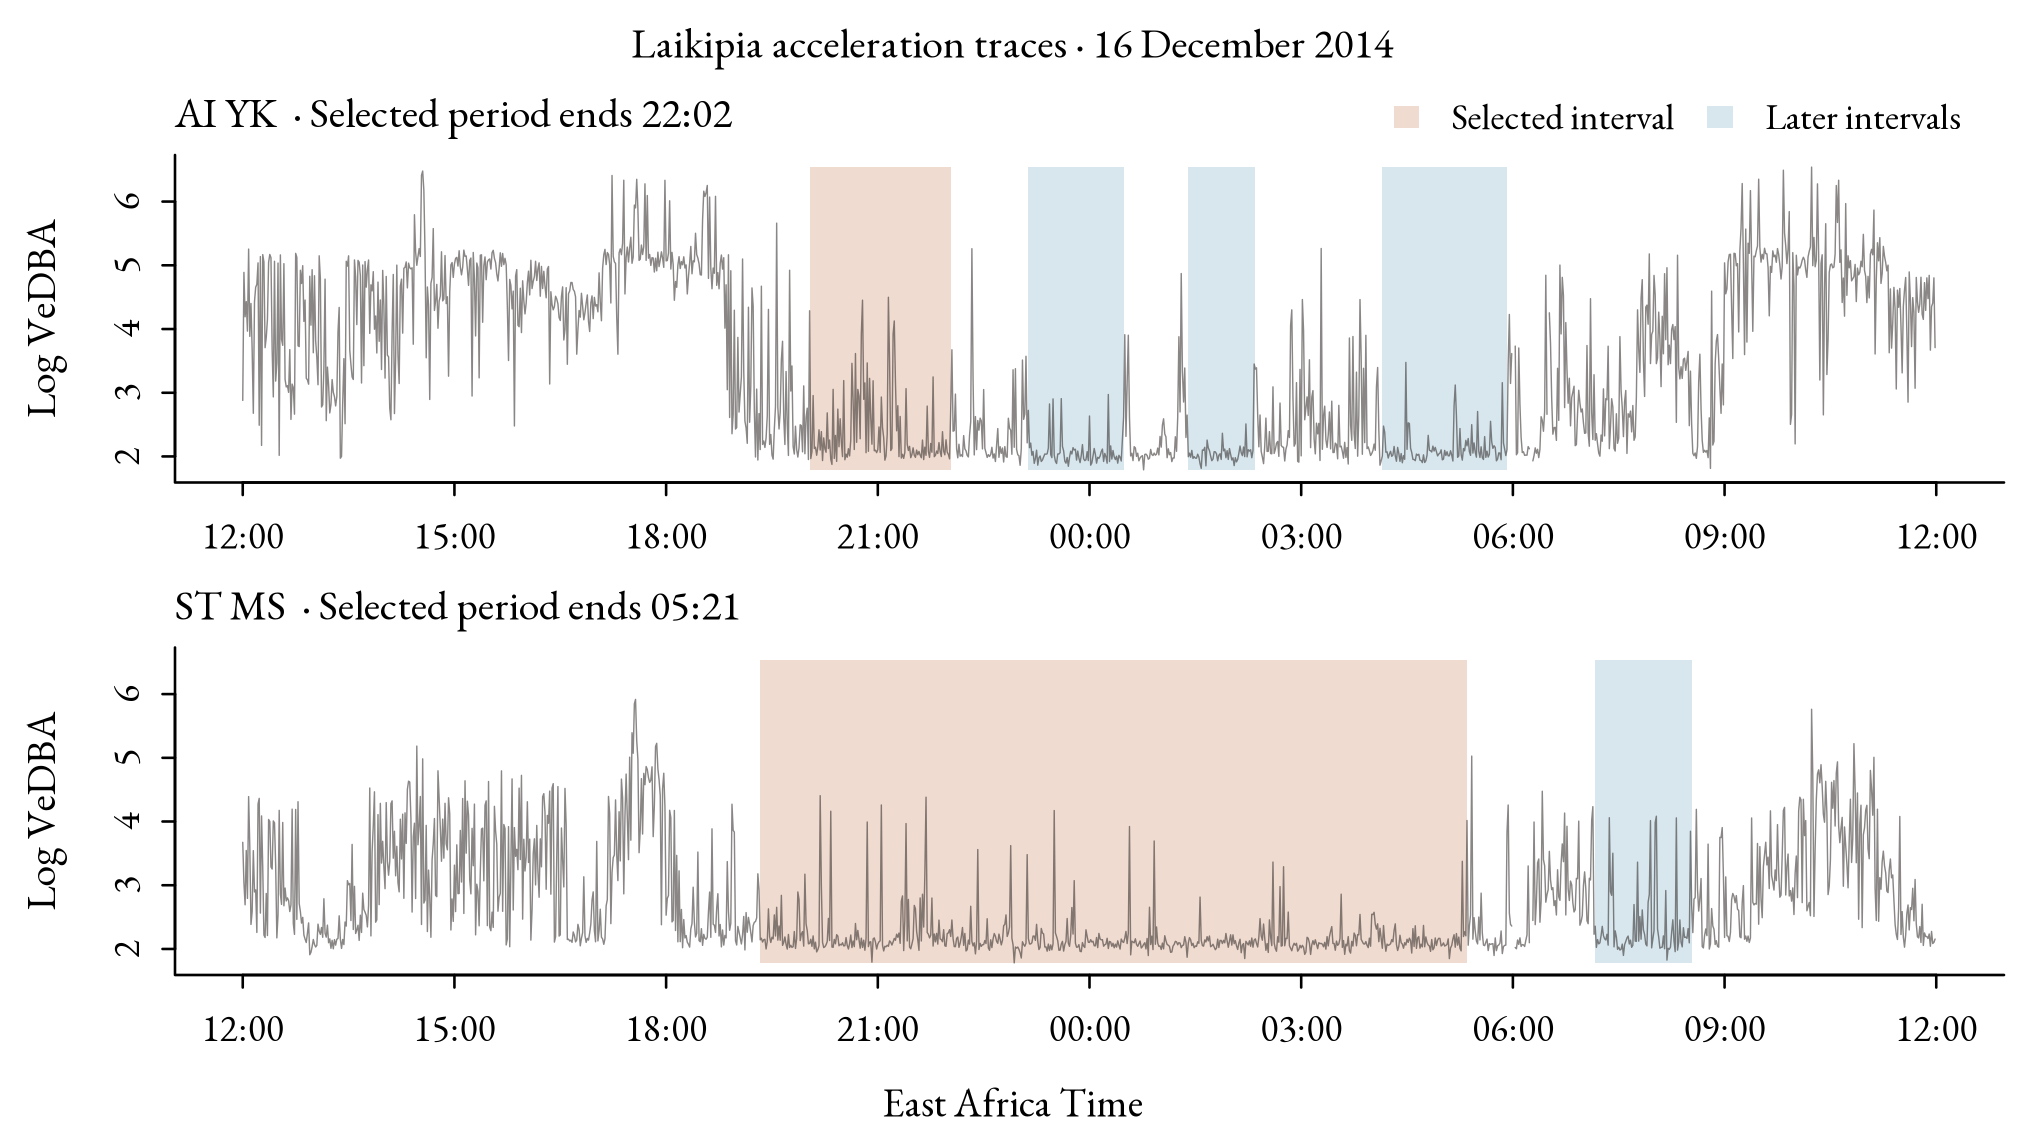 Laikipia acceleration traces · 16 December 2014
AI YK · Selected period ends 22:02
Selected interval
Later intervals
Log VeDBA
6
5
4
3
2
12:00 15:00 18:00 21:00 00:00 03:00 06:00 09:00 12:00
ST MS · Selected period ends 05:21
Log VeDBA
6
5
4
3
2
12:00 15:00 18:00 21:00 00:00 03:00 06:00 09:00 12:00
East Africa Time